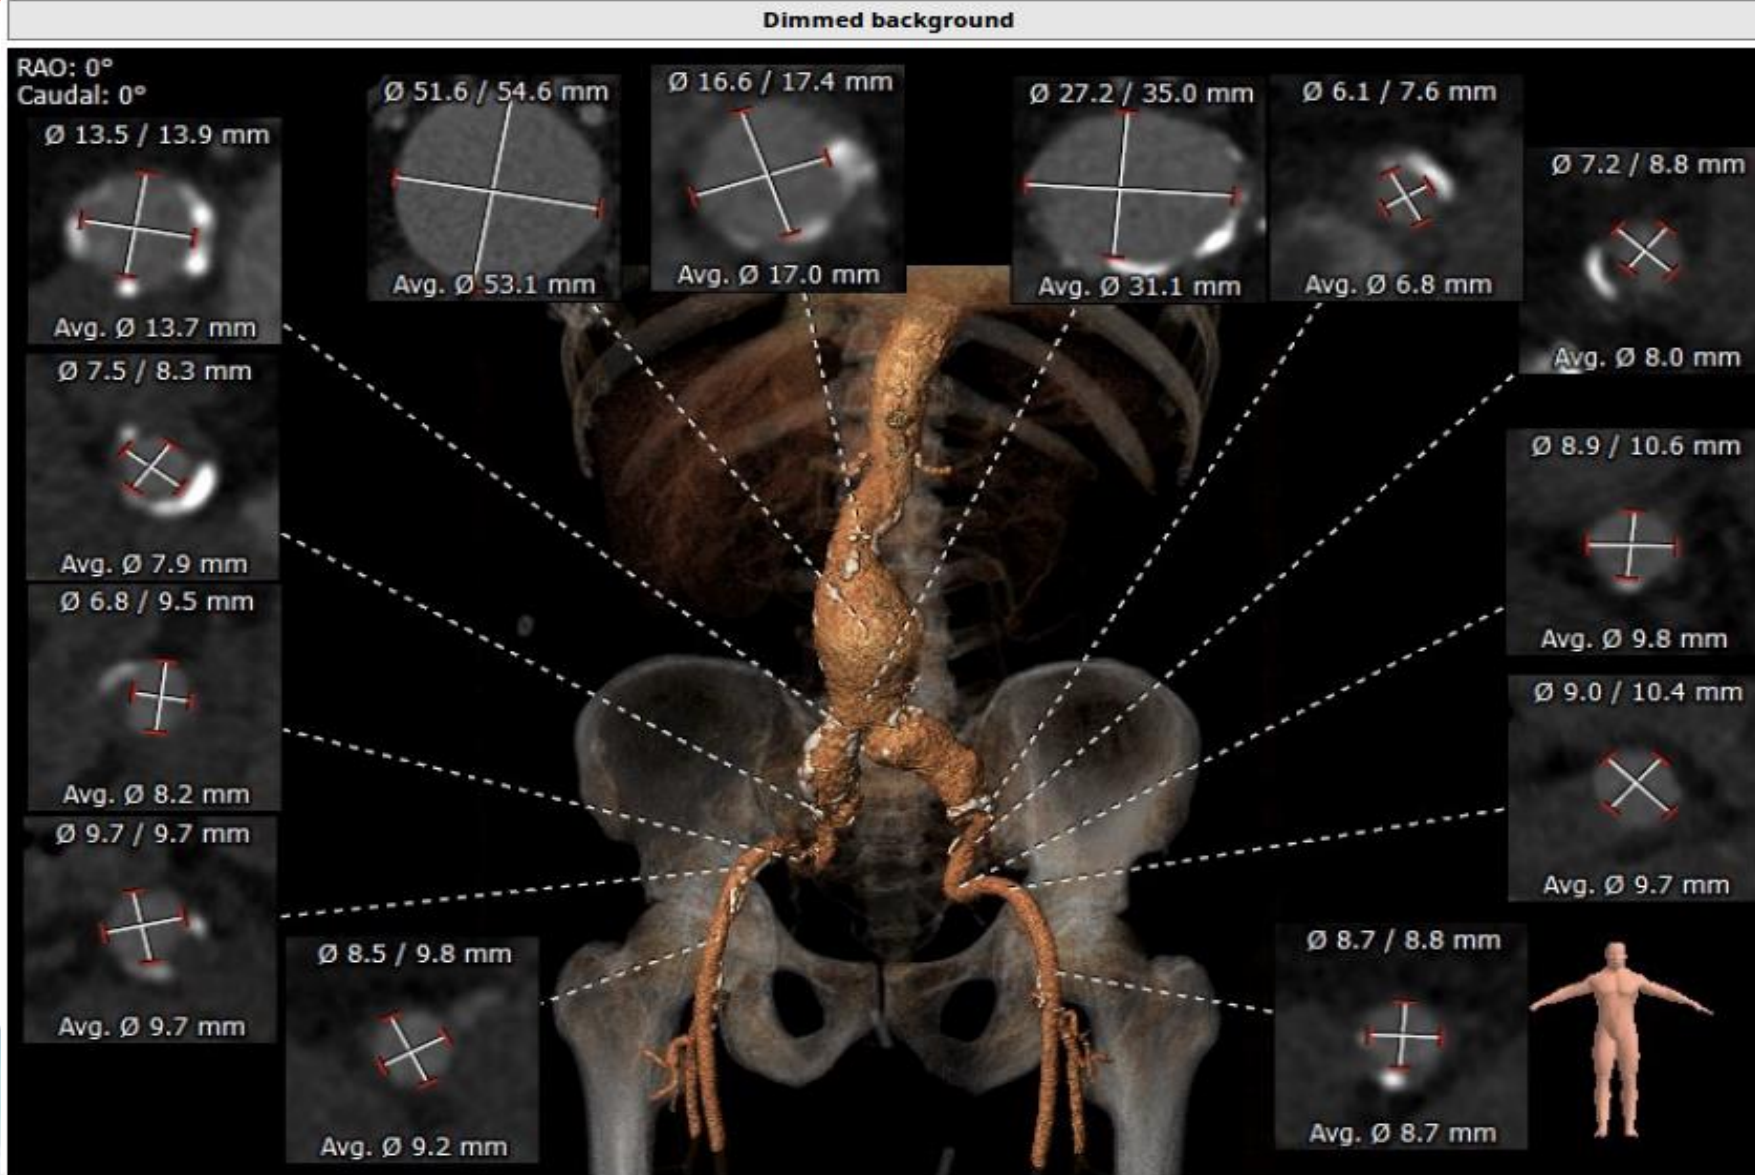 Dimmed background
RAO: 0°
Caudal: 0°
Ø 13.5 / 13.9 mm
Avg. Ø 13.7 mm
Ø 51.6 / 54.6 mm
Avg. Ø 53.1 mm
Ø 16.6 / 17.4 mm
Avg. Ø 17.0 mm
Ø 27.2 / 35.0 mm
Avg. Ø 31.1 mm
Ø 6.1 / 7.6 mm
Avg. Ø 6.8 mm
Ø 7.2 / 8.8 mm
Avg. Ø 8.0 mm
Ø 7.5 / 8.3 mm
Avg. Ø 7.9 mm
Ø 8.9 / 10.6 mm
Avg. Ø 9.8 mm
Ø 6.8 / 9.5 mm
Avg. Ø 8.2 mm
Ø 9.0 / 10.4 mm
Avg. Ø 9.7 mm
Ø 9.7 / 9.7 mm
Avg. Ø 9.7 mm
Ø 8.5 / 9.8 mm
Avg. Ø 9.2 mm
Ø 8.7 / 8.8 mm
Avg. Ø 8.7 mm